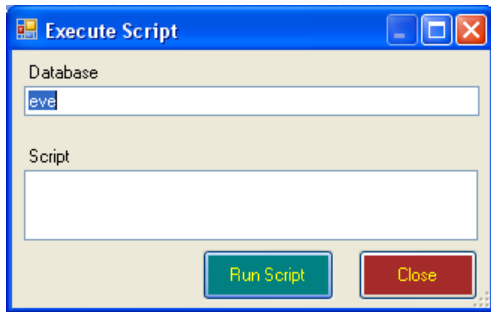 Execute Script
Database
eve
Script
Run Script
Close